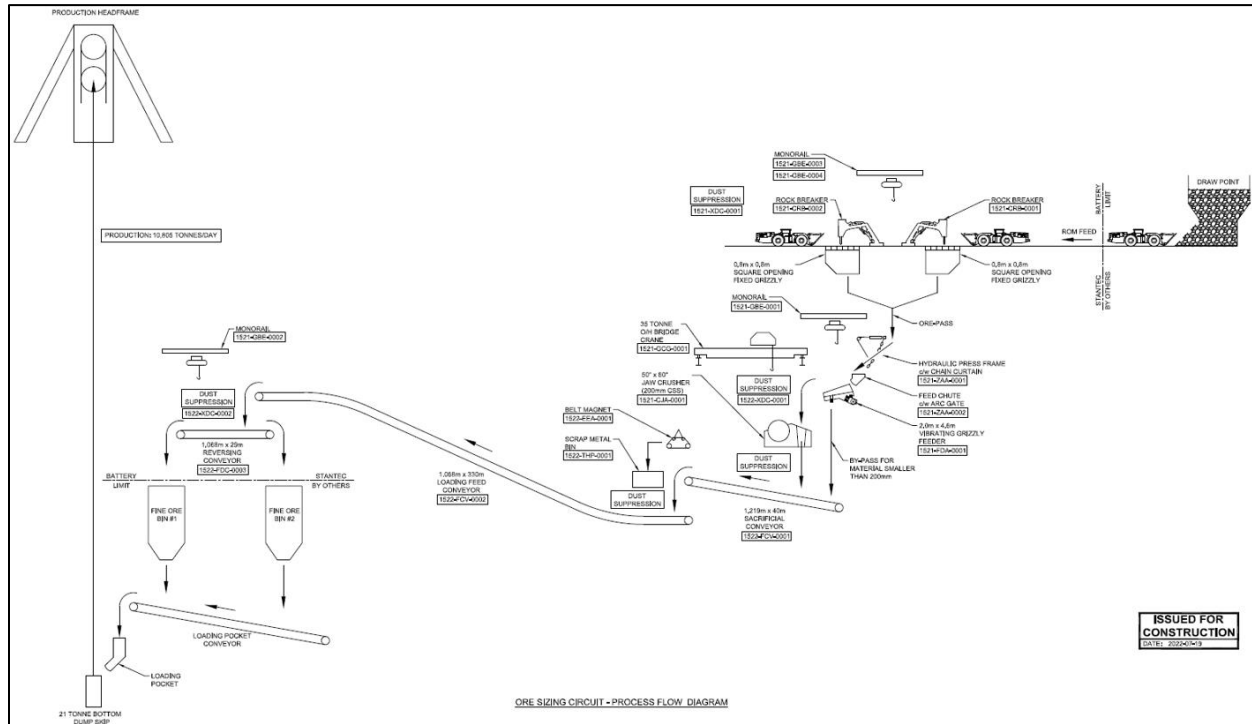 PRODUCTION HEADFRAME
PRODUCTION: 10,805 TONNES/DAY
MONORAIL
1521-GBE-0003
1521-GBE-0004
DUST
SUPPRESSION
1521-XDC-0001
ROCK BREAKER
1521-CRB-0002
ROCK BREAKER
1521-CRB-0001
ROM FEED
BATTERY
LIMIT
STANTEC
BY OTHERS
DRAW POINT
0,8m x 0,8m
SQUARE OPENING
FIXED GRIZZLY
0,8m x 0,8m
SQUARE OPENING
FIXED GRIZZLY
MONORAIL
1521-GBE-0001
ORE-PASS
35 TONNE
O/H BRIDGE
CRANE
1521-GCG-0001
HYDRAULIC PRESS FRAME
c/w CHAIN CURTAIN
1521-ZAA-0001
FEED CHUTE
c/w ARC GATE
1521-ZAA-0002
2,0m x 4,6m
VIBRATING GRIZZLY
FEEDER
1521-FDA-0001
50" x 60"
JAW CRUSHER
(200mm CSS)
1521-CJA-0001
DUST
SUPPRESSION
1522-XDC-0001
MONORAIL
1521-GBE-0002
DUST
SUPPRESSION
1522-XDC-0002
1,066m x 25m
REVERSING
CONVEYOR
1522-FDC-0003
BATTERY
LIMIT
STANTEC
BY OTHERS
FINE ORE
BIN #1
FINE ORE
BIN #2
1,066m x 330m
LOADING FEED
CONVEYOR
1522-FCV-0002
BELT MAGNET
1522-EEA-0001
SCRAP METAL
BIN
1522-THP-0001
DUST
SUPPRESSION
DUST
SUPPRESSION
BY-PASS FOR
MATERIAL SMALLER
THAN 200mm
1,219m x 40m
SACRIFICIAL
CONVEYOR
1522-FCV-0001
LOADING POCKET
CONVEYOR
LOADING
POCKET
21 TONNE BOTTOM
DUMP SKIP
ISSUED FOR
CONSTRUCTION
DATE: 2022-07-13
ORE SIZING CIRCUIT - PROCESS FLOW DIAGRAM